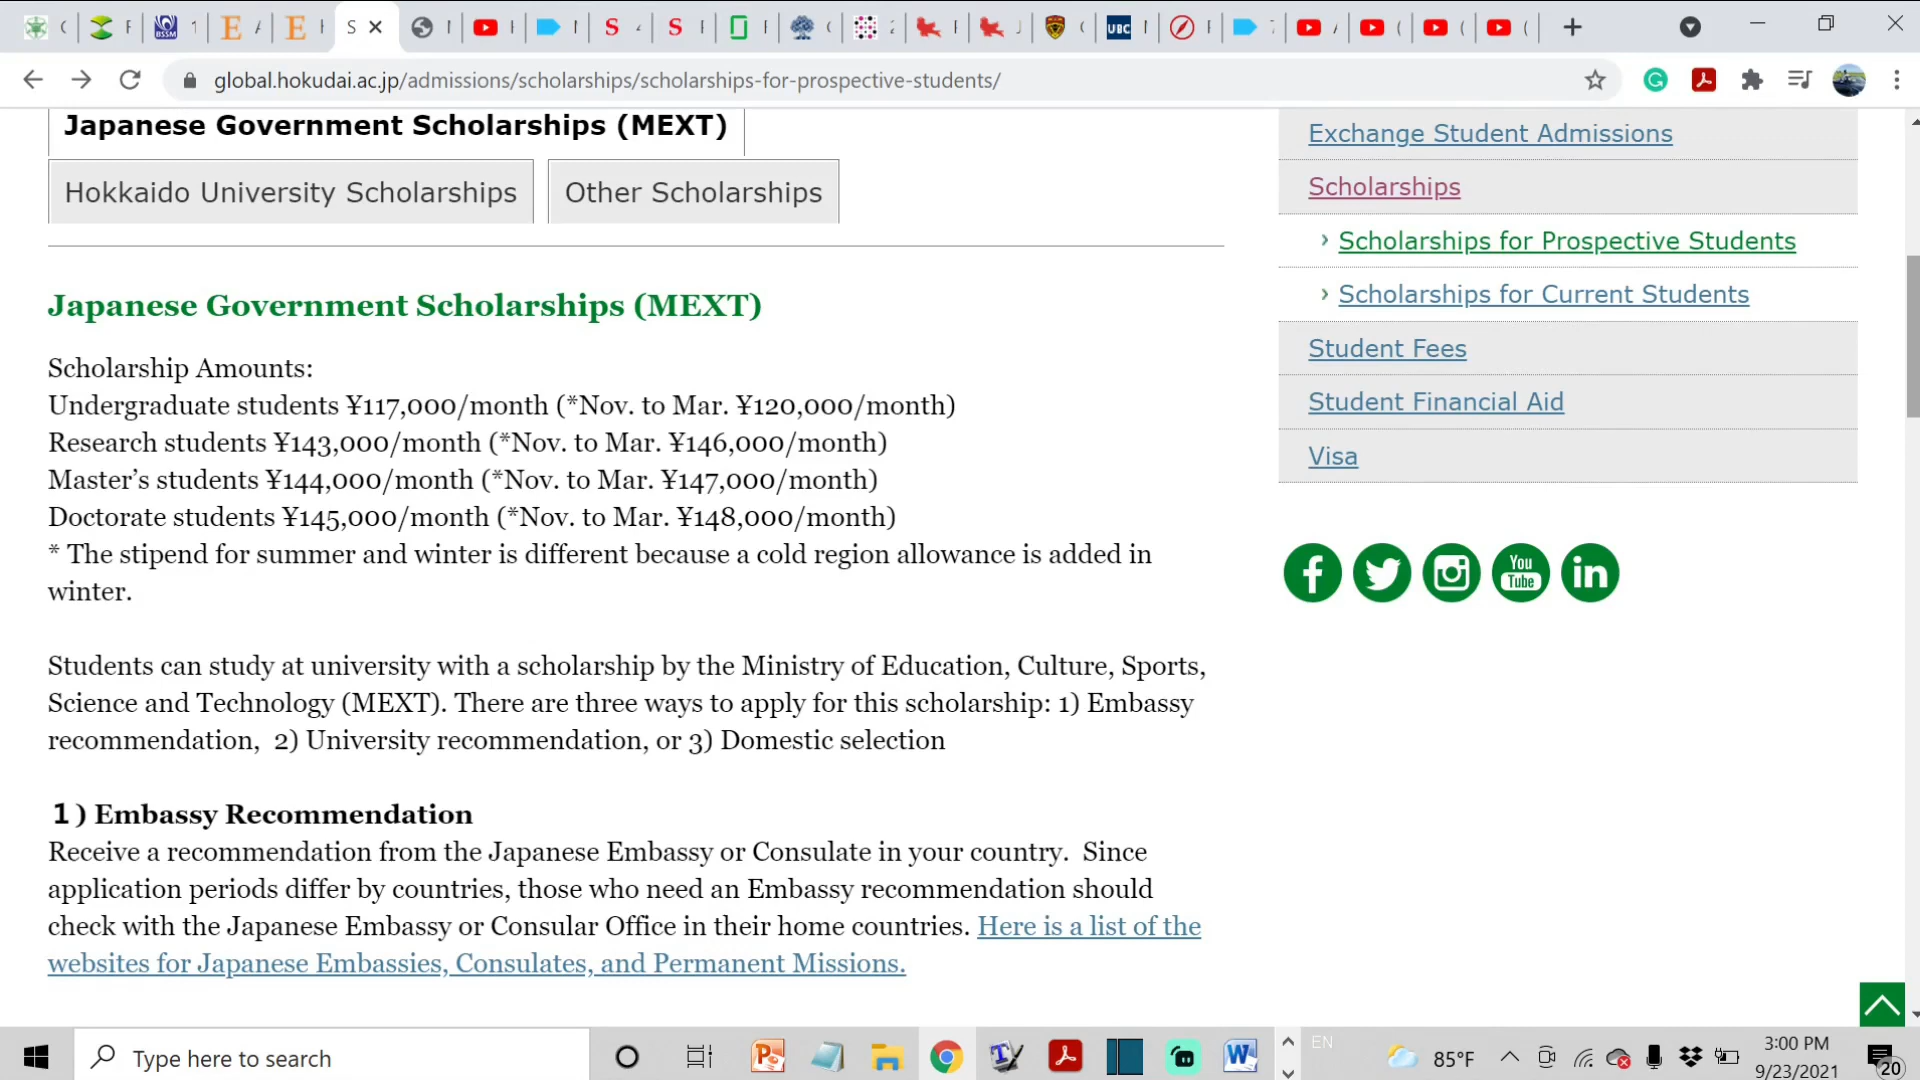 S
UBC
global.hokudai.ac.jp/admissions/scholarships/scholarships-for-prospective-students/
Japanese Government Scholarships (MEXT)
Hokkaido University Scholarships
Other Scholarships
Japanese Government Scholarships (MEXT)
Scholarship Amounts:
Undergraduate students ¥117,000/month (*Nov. to Mar. ¥120,000/month)
Research students ¥143,000/month (*Nov. to Mar. ¥146,000/month)
Master’s students ¥144,000/month (*Nov. to Mar. ¥147,000/month)
Doctorate students ¥145,000/month (*Nov. to Mar. ¥148,000/month)
* The stipend for summer and winter is different because a cold region allowance is added in
winter.
Students can study at university with a scholarship by the Ministry of Education, Culture, Sports,
Science and Technology (MEXT). There are three ways to apply for this scholarship: 1) Embassy
recommendation,  2) University recommendation, or 3) Domestic selection
1) Embassy Recommendation
Receive a recommendation from the Japanese Embassy or Consulate in your country.  Since
application periods differ by countries, those who need an Embassy recommendation should
check with the Japanese Embassy or Consular Office in their home countries. Here is a list of the
websites for Japanese Embassies, Consulates, and Permanent Missions.
Exchange Student Admissions
Scholarships
› Scholarships for Prospective Students
› Scholarships for Current Students
Student Fees
Student Financial Aid
Visa
You
Tube
in
Type here to search
EN
85°F
3:00 PM
9/23/2021
20